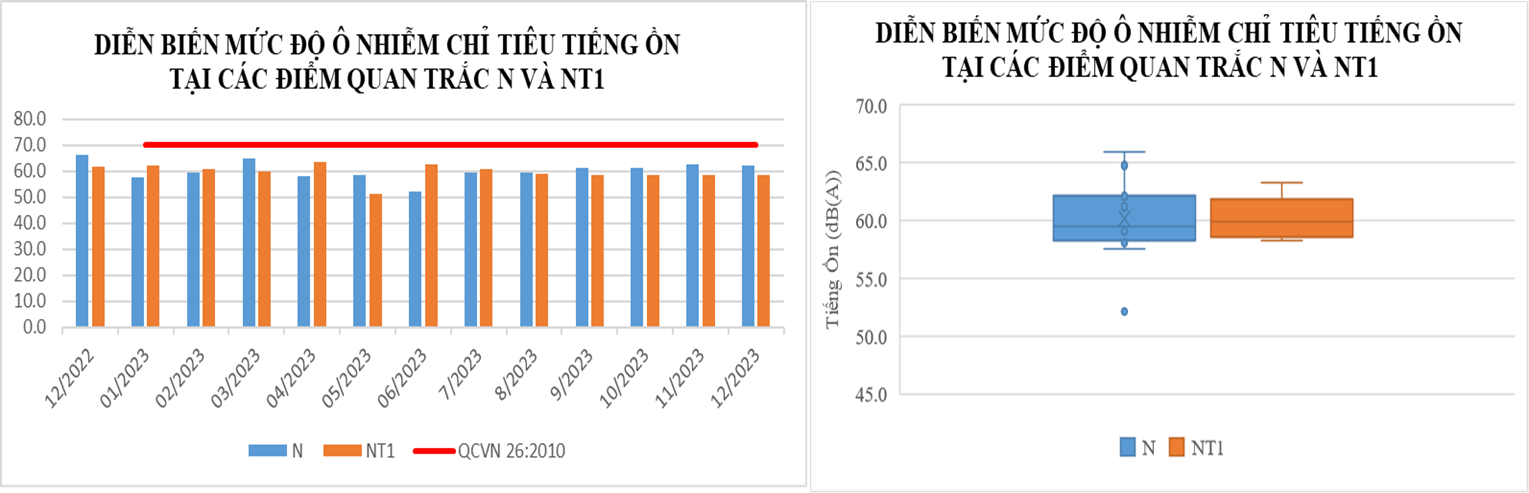 DIỄN BIẾN MỨC ĐỘ Ô NHIỄM CHỈ TIÊU TIẾNG ỒN
TẠI CÁC ĐIỂM QUAN TRẮC N VÀ NT1
80.0
70.0
60.0
50.0
40.0
30.0
20.0
10.0
0.0
12/2022
01/2023
02/2023
03/2023
04/2023
05/2023
06/2023
7/2023
8/2023
9/2023
10/2023
11/2023
12/2023
N
NT1
QCVN 26:2010
DIỄN BIẾN MỨC ĐỘ Ô NHIỄM CHỈ TIÊU TIẾNG ỒN
TẠI CÁC ĐIỂM QUAN TRẮC N VÀ NT1
Tiếng Ồn (dB(A))
70.0
65.0
60.0
55.0
50.0
45.0
N
NT1